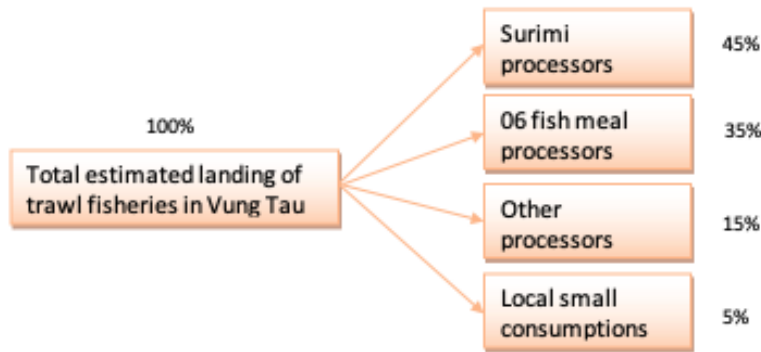 Surimi
processors
45%
100%
06 fish meal
processors
35%
Total estimated landing of
trawl fisheries in Vung Tau
Other
processors
15%
Local small
consumptions
5%